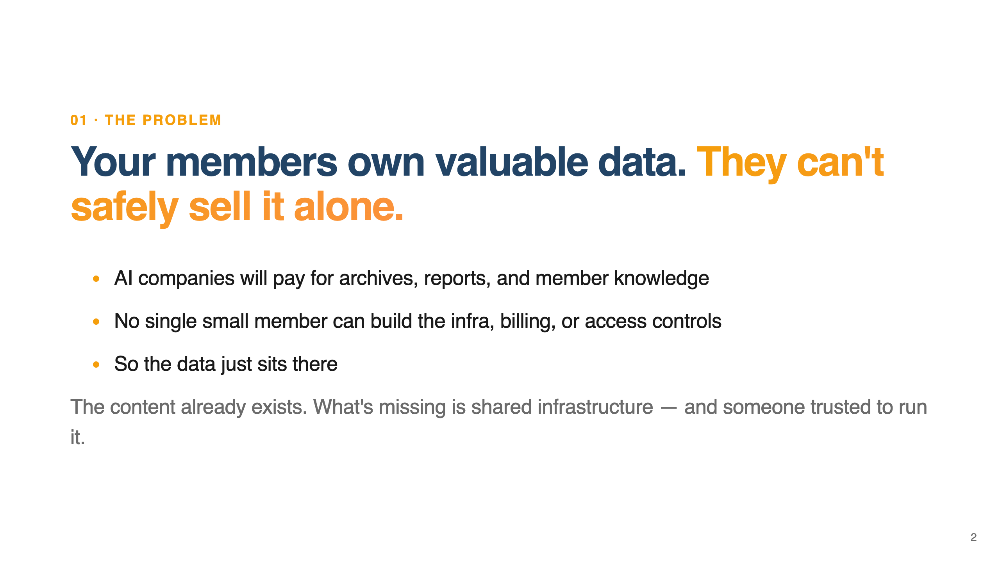 01 · THE PROBLEM
Your members own valuable data. They can't
safely sell it alone.
• AI companies will pay for archives, reports, and member knowledge
• No single small member can build the infra, billing, or access controls
• So the data just sits there
The content already exists. What's missing is shared infrastructure — and someone trusted to run
it.
2